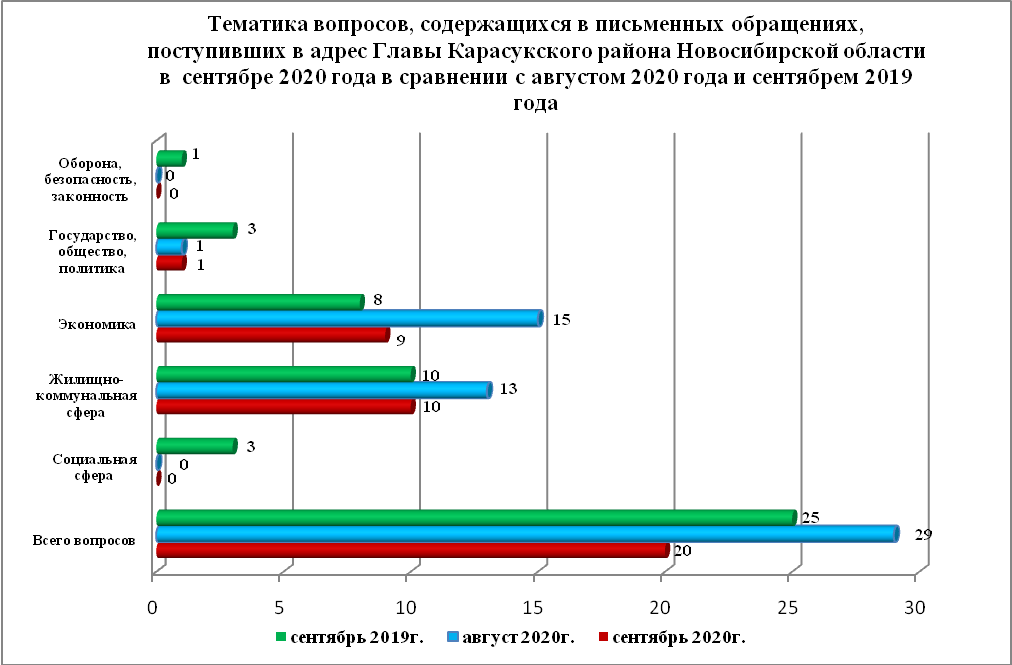 Тематика вопросов, содержащихся в письменных обращениях,
поступивших в адрес Главы Карасукского района Новосибирской области
в сентябре 2020 года в сравнении с августом 2020 года и сентябрем 2019
года
Оборона,
безопасность,
законность
1
0
0
Государство,
общество,
политика
3
1
1
Экономика
8
15
9
Жилищно-
коммунальная
сфера
10
13
10
Социальная
сфера
3
0
0
Всего вопросов
25
29
20
0 5 10 15 20 25 30
сентябрь 2019г. август 2020г. сентябрь 2020г.